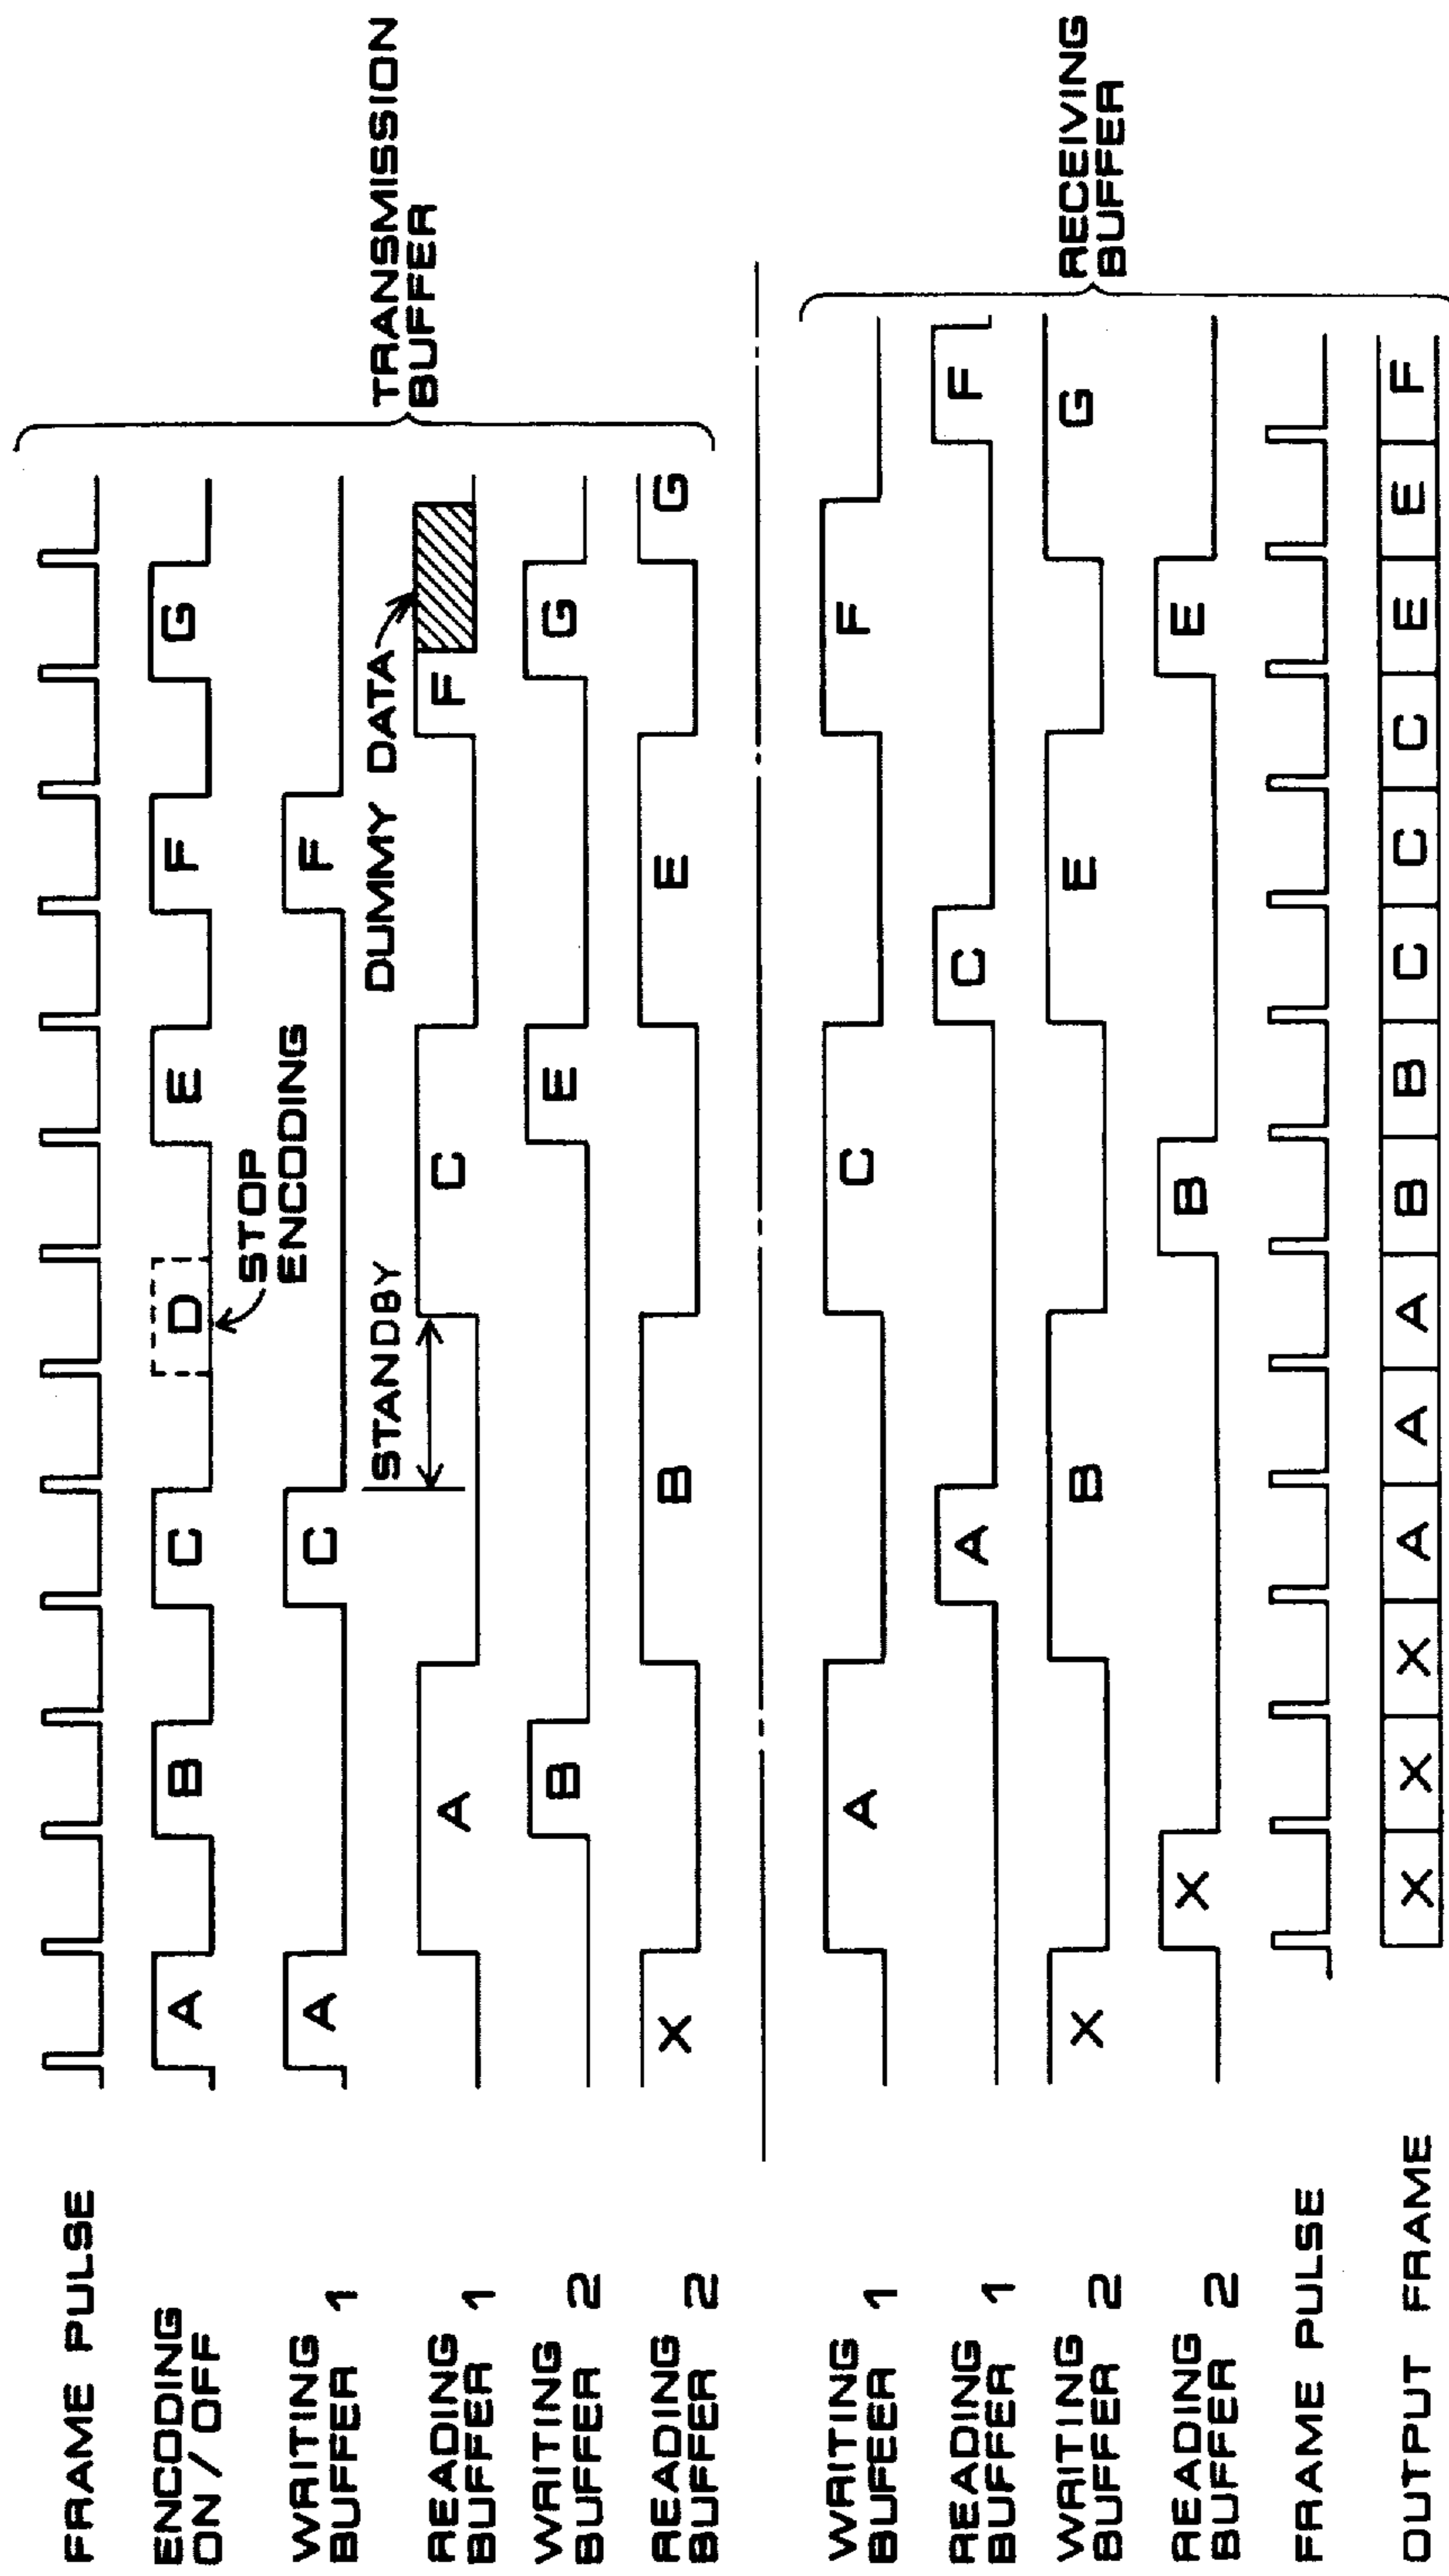 FRAME PULSE
ENCODING
ON / OFF
A B C D E F G
STOP
ENCODING
WRITING
BUFFER 1
A C F
READING
BUFFER 1
A C F
STANDBY
DUMMY DATA
WRITING
BUFFER 2
B E G
READING
BUFFER 2
X B E G
TRANSMISSION
BUFFER
WRITING
BUFFER 1
A C F
READING
BUFFER 1
A C F
WRITING
BUFFER 2
X B E G
READING
BUFFER 2
X B E
FRAME PULSE
OUTPUT FRAME
X X X A A A B B C C C E E F
RECEIVING
BUFFER